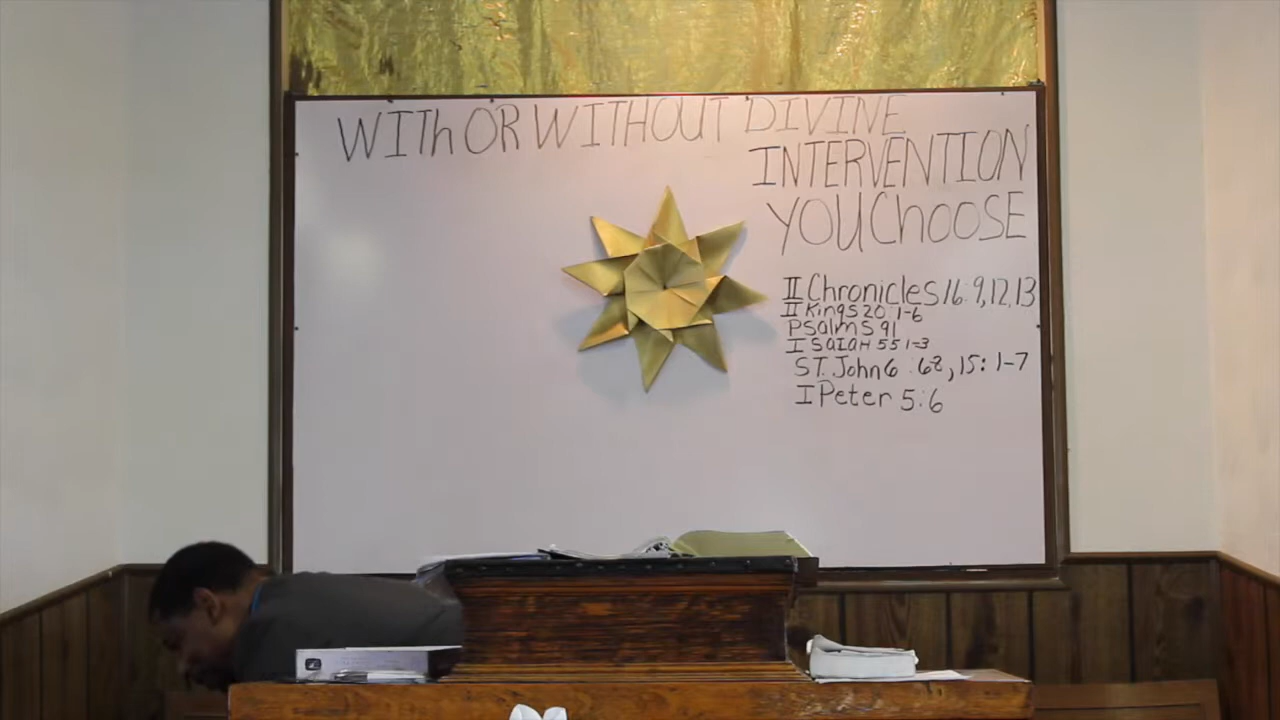 WITh OR WITHOUT DIVINE
INTERVENTION
YOU ChOOSE
II Chronicles 16:9,12,13
II Kings 20:1-6
Psalms 91
ISAIAH 55 1-3
ST. John 6:68, 15:1-7
I Peter 5:6